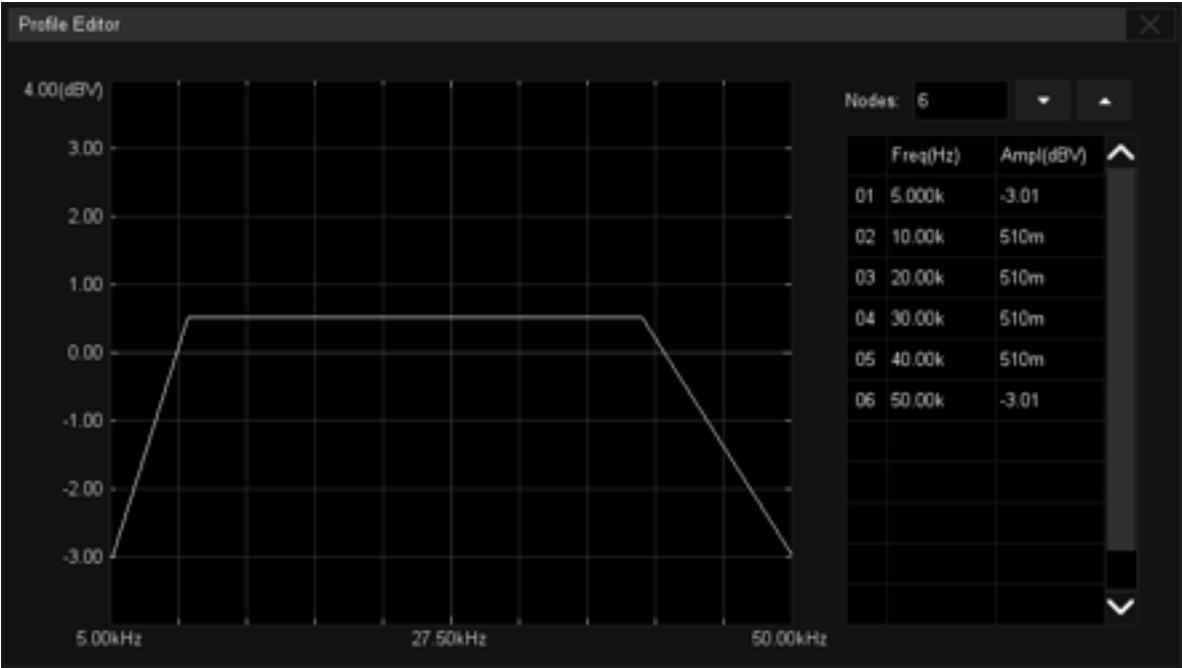 Profile Editor
4.00(dBV)
3.00
2.00
1.00
0.00
-1.00
-2.00
-3.00
5.00kHz 27.50kHz 50.00kHz
Nodes: 6
Freq(Hz) Ampl(dBV)
01 5.000k -3.01
02 10.00k 510m
03 20.00k 510m
04 30.00k 510m
05 40.00k 510m
06 50.00k -3.01